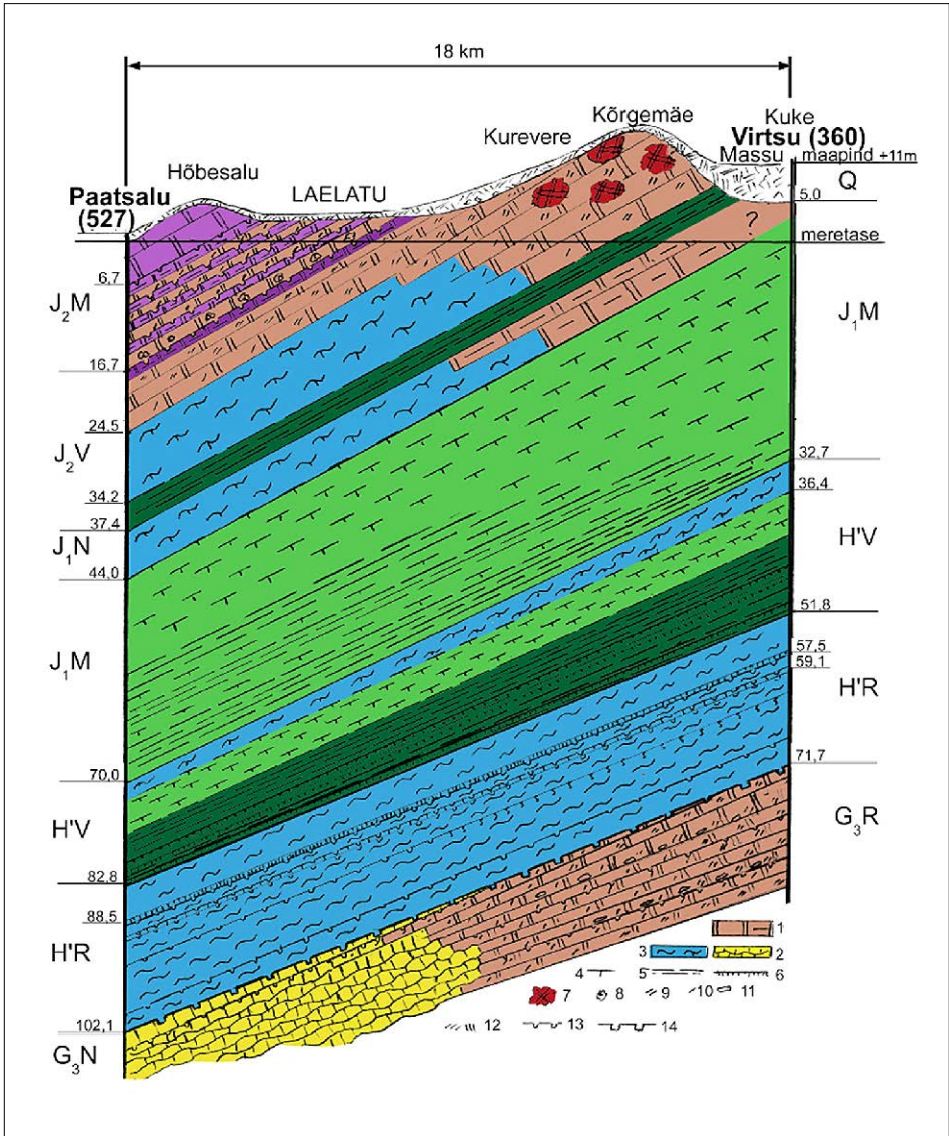 18 km
Kõrgemäe
Kuke
Kurevere
Virtsu (360)
Massu
maapind +11m
Hõbesalu
Q
LAELATU
Paatsalu
(527)
5.0
?
meretase
6,7
J₂M
J₁M
16,7
24,5
J₂V
32,7
34,2
36,4
37,4
J₁N
H'V
44,0
51,8
57,5
59,1
J₁M
H'R
71,7
70,0
G₃R
H'V
82,8
88,5
1
3
2
H'R
4
5
6
7
8
9
10
11
12
13
14
102,1
G₃N